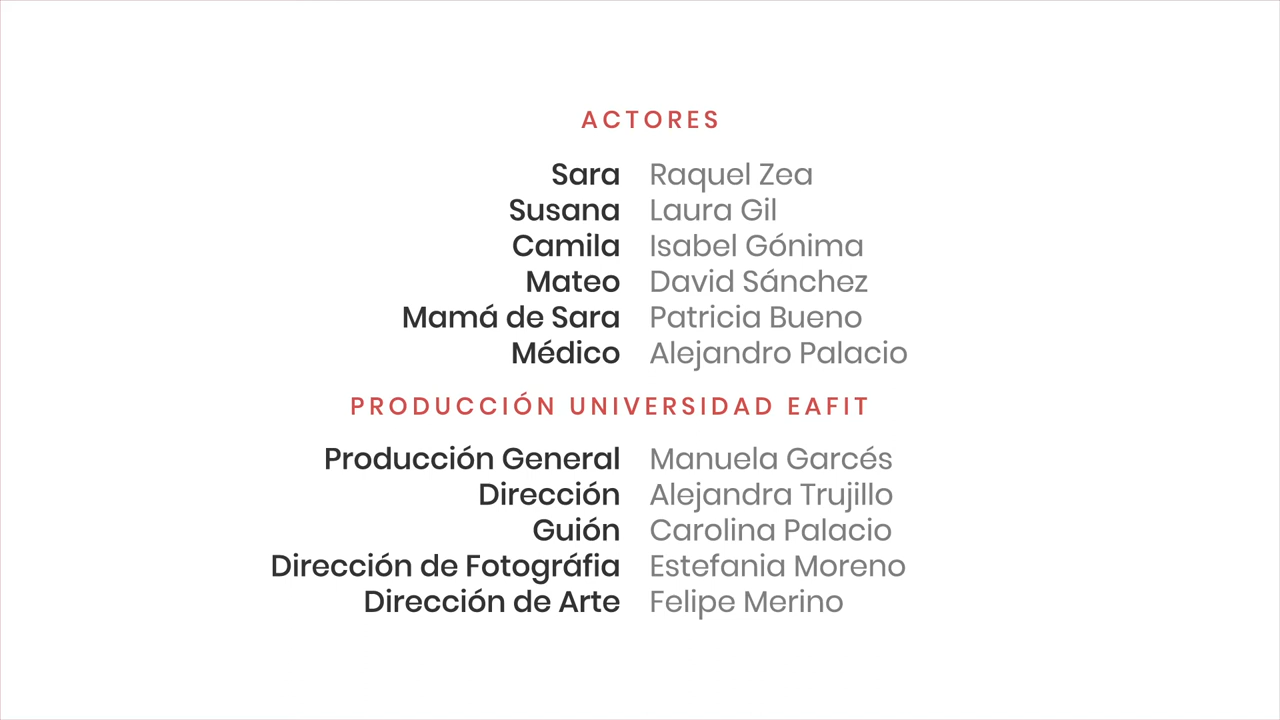 ACTORES
Sara Raquel Zea
Susana Laura Gil
Camila Isabel Gónima
Mateo David Sánchez
Mamá de Sara Patricia Bueno
Médico Alejandro Palacio
PRODUCCIÓN UNIVERSIDAD EAFIT
Producción General Manuela Garcés
Dirección Alejandra Trujillo
Guión Carolina Palacio
Dirección de Fotográfia Estefania Moreno
Dirección de Arte Felipe Merino